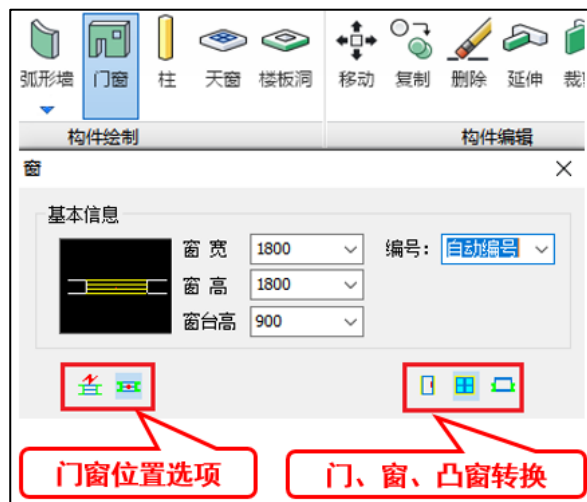 弧形墙 门窗 柱 天窗 楼板洞 移动 复制 删除 延伸
构件绘制 构件编辑
窗
基本信息
窗 宽 1800 编号: 自动编号
窗 高 1800
窗台高 900
门窗位置选项 门、窗、凸窗转换